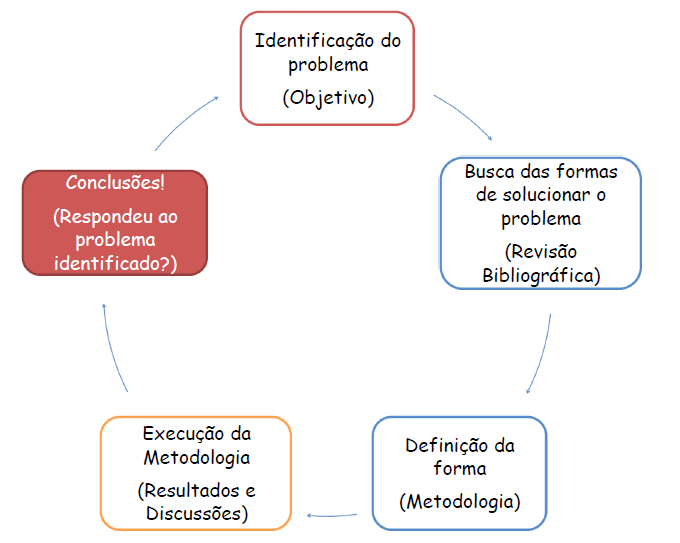 Identificação do
problema
(Objetivo)
Busca das formas
de solucionar o
problema
(Revisão
Bibliográfica)
Definição da
forma
(Metodologia)
Execução da
Metodologia
(Resultados e
Discussões)
Conclusões!
(Respondeu ao
problema
identificado?)